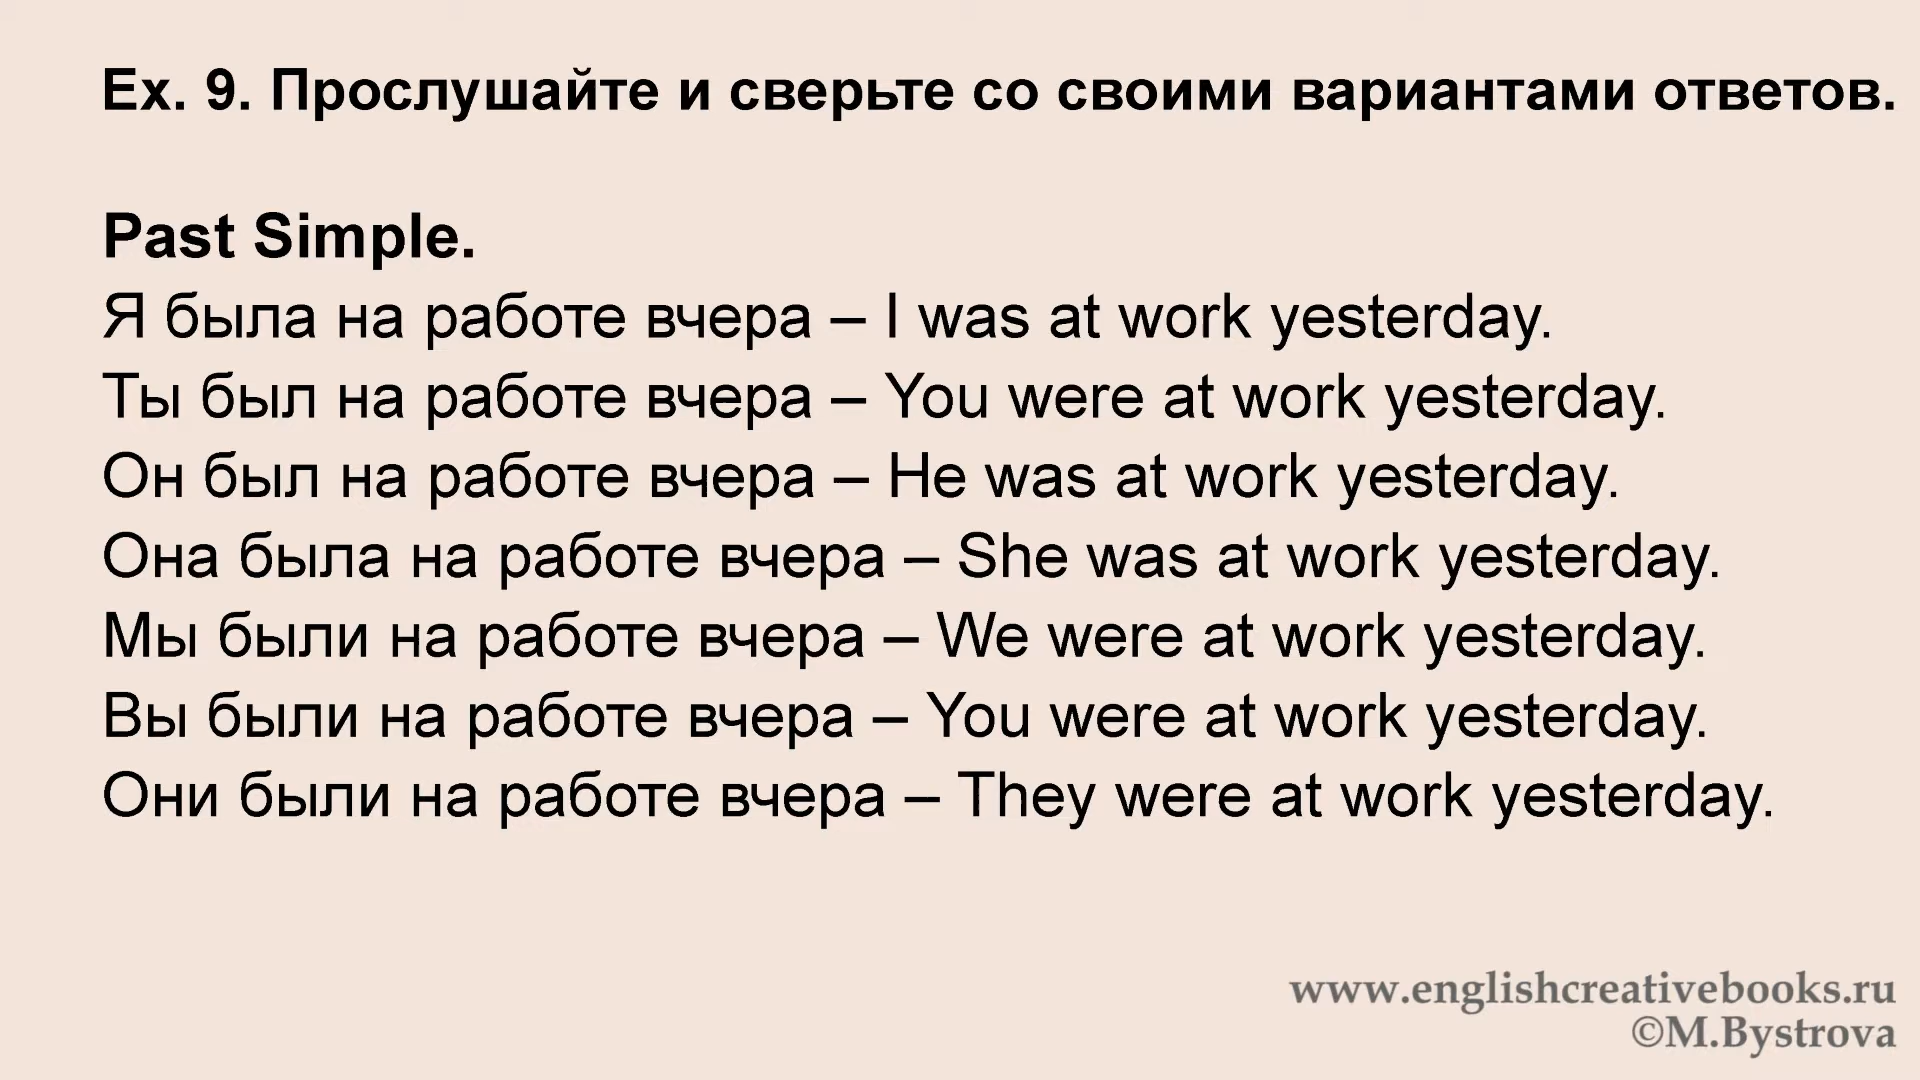 Ex. 9. Прослушайте и сверьте со своими вариантами ответов.
Past Simple.
Я была на работе вчера – I was at work yesterday.
Ты был на работе вчера – You were at work yesterday.
Он был на работе вчера – He was at work yesterday.
Она была на работе вчера – She was at work yesterday.
Мы были на работе вчера – We were at work yesterday.
Вы были на работе вчера – You were at work yesterday.
Они были на работе вчера – They were at work yesterday.
www.englishcreativebooks.ru
©M.Bystrova